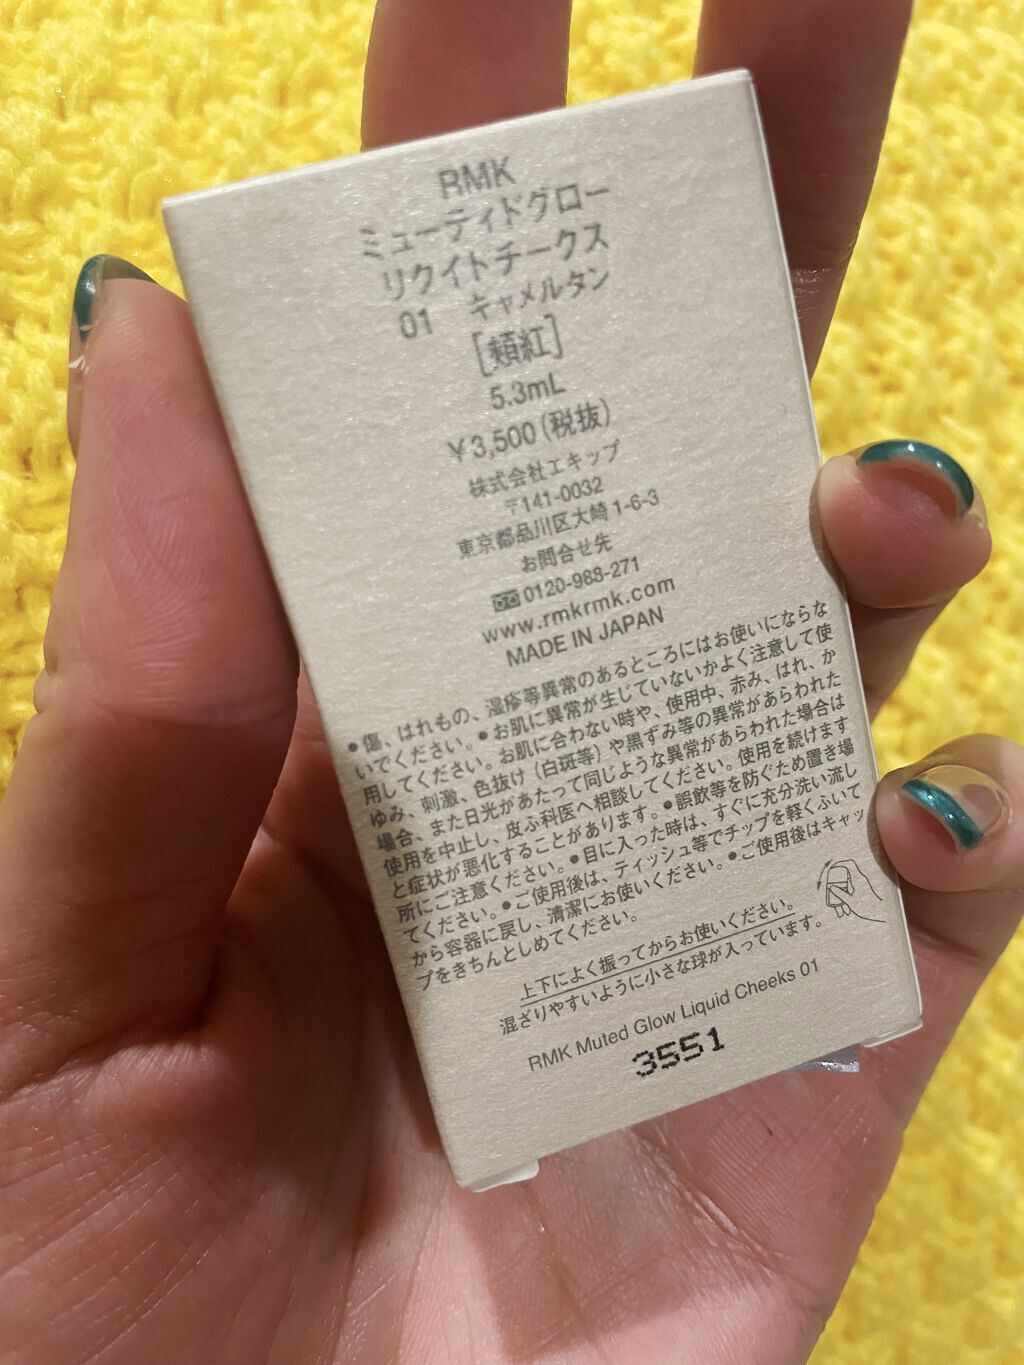 RMK
ミューティドグロー
リクイトチークス
01 キャメルタン
[頬紅]
5.3mL
¥3,500(税抜)
株式会社エキップ
〒141-0032
東京都品川区大崎1-6-3
お問合せ先
0120-988-271
www.rmkrmk.com
MADE IN JAPAN
●傷、はれもの、湿疹等異常のあるところにはお使いにならな
いでください。●お肌に異常が生じていないかよく注意して使
用してください。お肌に合わない時や、使用中、赤み、はれ、か
ゆみ、刺激、色抜け(白斑等)や黒ずみ等の異常があらわれた
場合、また日光があたって同じような異常があらわれた場合は
使用を中止し、皮ふ科医へ相談してください。使用を続けます
と症状が悪化することがあります。●誤飲等を防ぐため置き場
所にご注意ください。●目に入った時は、すぐに充分洗い流し
てください。●ご使用後は、ティッシュ等でチップを軽くふいて
から容器に戻し、清潔にお使いください。●ご使用後はキャッ
プをきちんとしめてください。
上下によく振ってからお使いください。
混ざりやすいように小さな球が入っています。
RMK Muted Glow Liquid Cheeks 01
3551